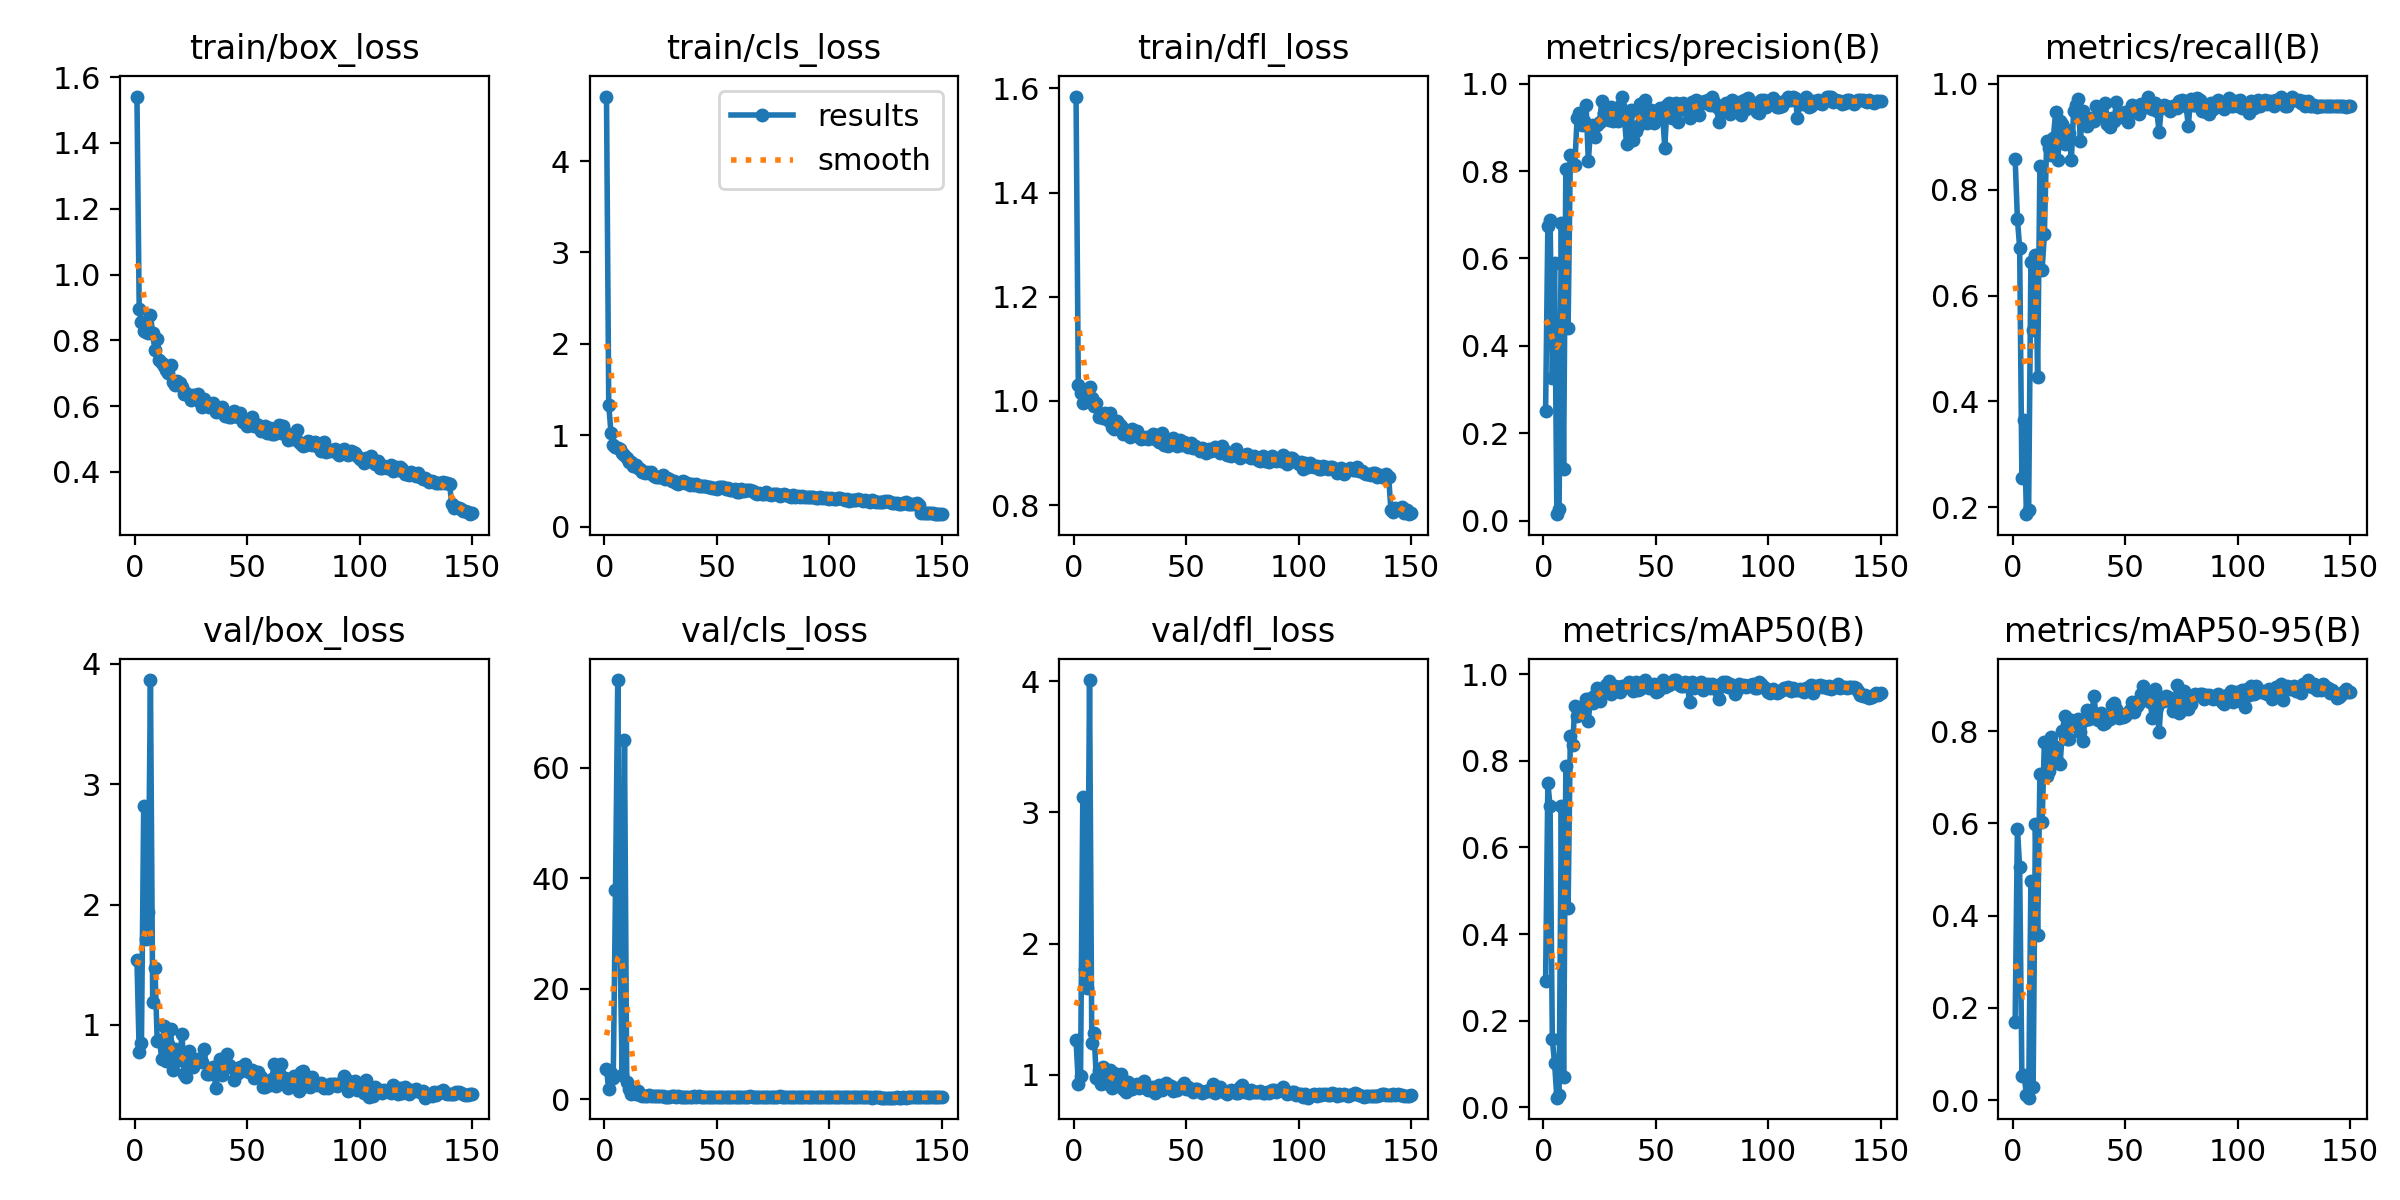 train/box_loss
1.6
1.4
1.2
1.0
0.8
0.6
0.4
0 50 100 150
train/cls_loss
results
smooth
4
3
2
1
0
0 50 100 150
train/dfl_loss
1.6
1.4
1.2
1.0
0.8
0 50 100 150
metrics/precision(B)
1.0
0.8
0.6
0.4
0.2
0.0
0 50 100 150
metrics/recall(B)
1.0
0.8
0.6
0.4
0.2
0 50 100 150
val/box_loss
4
3
2
1
0 50 100 150
val/cls_loss
60
40
20
0
0 50 100 150
val/dfl_loss
4
3
2
1
0 50 100 150
metrics/mAP50(B)
1.0
0.8
0.6
0.4
0.2
0.0
0 50 100 150
metrics/mAP50-95(B)
0.8
0.6
0.4
0.2
0.0
0 50 100 150